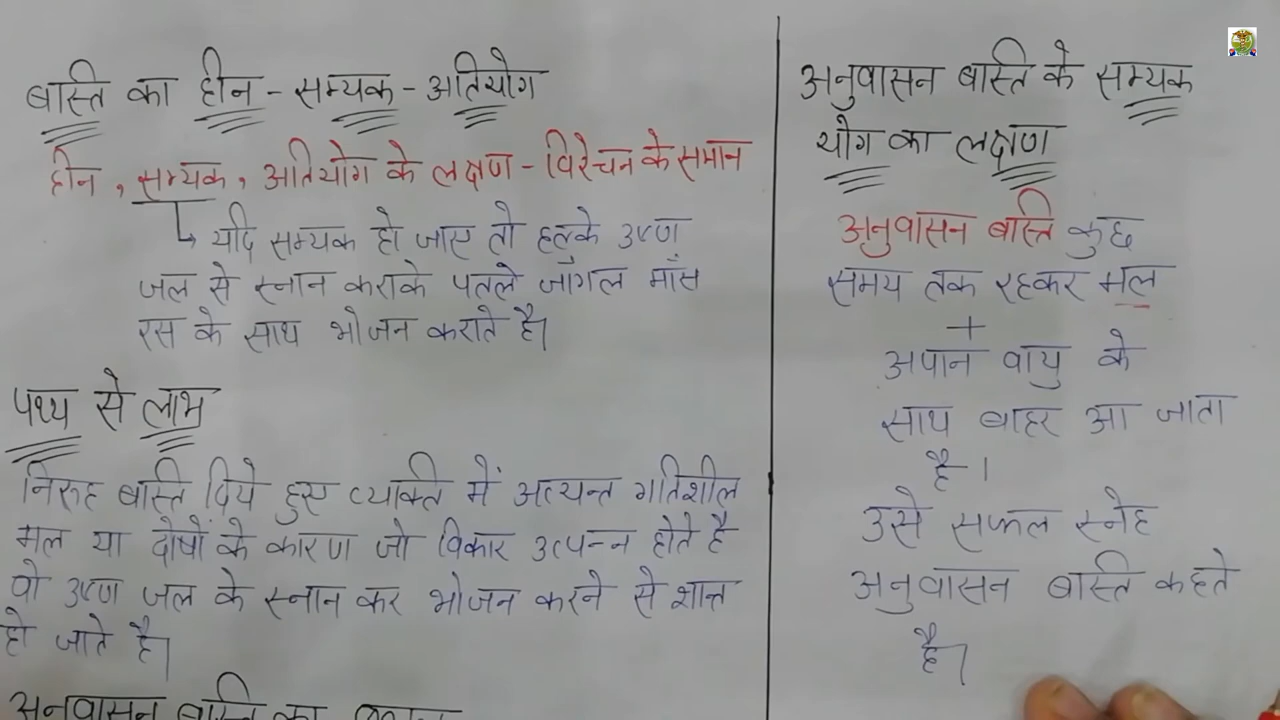 बस्ति का हीन - सम्यक - अतियोग
हीन, सम्यक, अतियोग के लक्षण - विरेचन के समान
यदि सम्यक हो जाए तो हल्के उष्ण
जल से स्नान कराके पतले जांगल मांस
रस के साथ भोजन कराते है।
पथ्य से लाभ
निरुह बस्ति दिये हुए व्यक्ति में अत्यन्त गतिशील
मल या दोषों के कारण जो विकार उत्पन्न होते है
वो उष्ण जल के स्नान कर भोजन करने से शान्त
हो जाते है।
अनुवासन बस्ति का
अनुवासन बस्ति के सम्यक
योग का लक्षण
अनुवासन बस्ति कुछ
समय तक रहकर मल
+
अपान वायु के
साथ बाहर आ जाता
है।
उसे सफल स्नेह
अनुवासन बस्ति कहते
है।